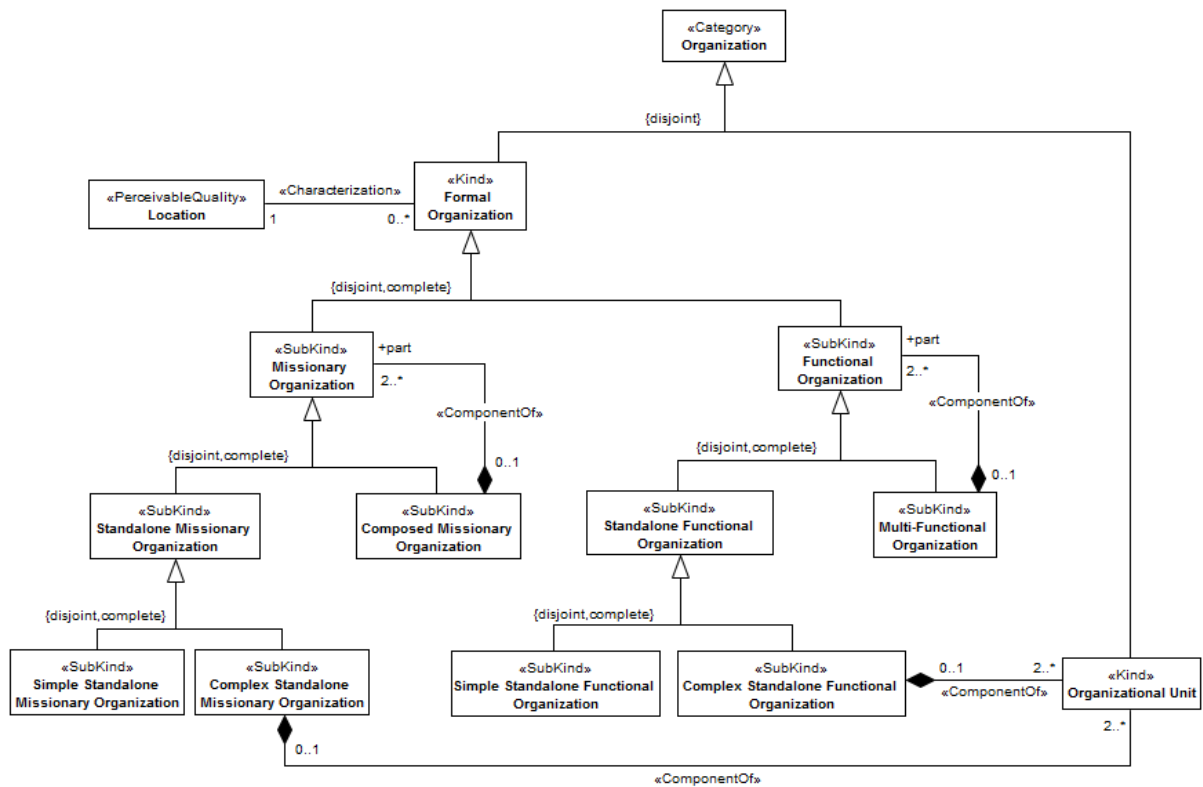 «Category»
Organization
{disjoint}
«PerceivableQuality»
Location
«Characterization»
1
0..*
«Kind»
Formal
Organization
{disjoint,complete}
«SubKind»
Missionary
Organization
+part
2..*
«ComponentOf»
0..1
«SubKind»
Functional
Organization
+part
2..*
«ComponentOf»
0..1
{disjoint,complete}
{disjoint,complete}
«SubKind»
Standalone Missionary
Organization
«SubKind»
Composed Missionary
Organization
«SubKind»
Standalone Functional
Organization
«SubKind»
Multi-Functional
Organization
{disjoint,complete}
{disjoint,complete}
«SubKind»
Simple Standalone
Missionary Organization
«SubKind»
Complex Standalone
Missionary Organization
«SubKind»
Simple Standalone Functional
Organization
«SubKind»
Complex Standalone Functional
Organization
0..1
2..*
«ComponentOf»
«Kind»
Organizational Unit
2..*
0..1
«ComponentOf»